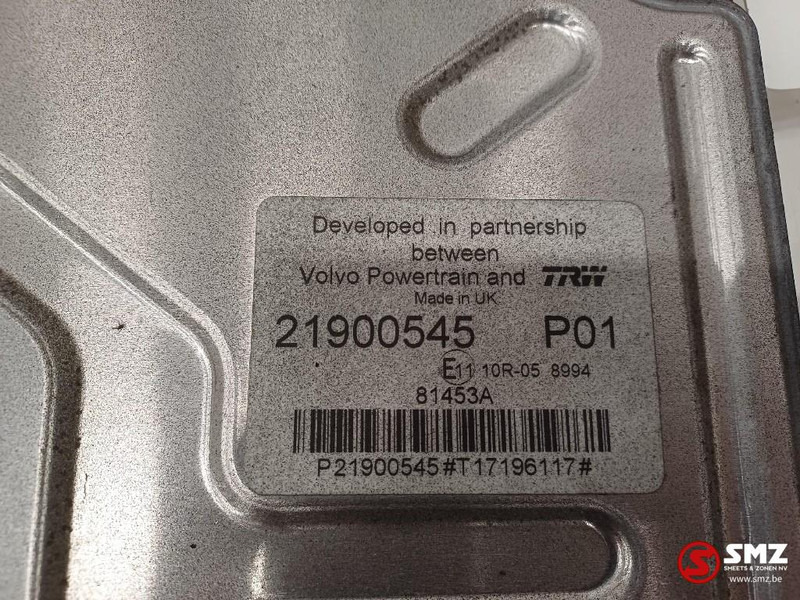 Developed in partnership
between
Volvo Powertrain and TRW
Made in UK
21900545 P01
E11 10R-05 8994
81453A
P21900545#T17196117#
SMZ
SMEETS & ZONEN NV
www.smz.be